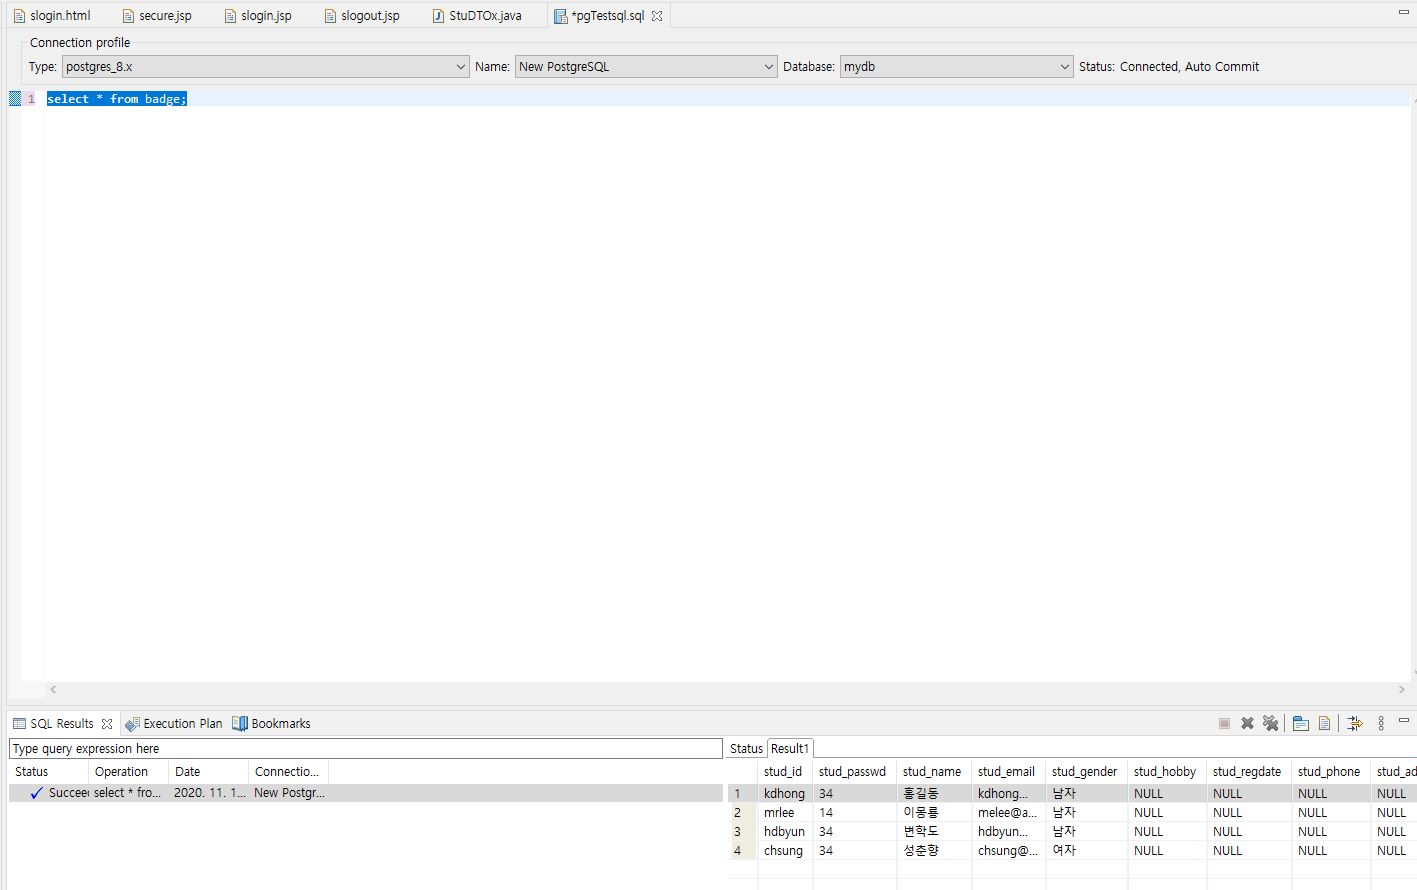 slogin.html secure.jsp slogin.jsp slogout.jsp StuDTOx.java *pgTestsql.sql
Connection profile
Type: postgres_8.x Name: New PostgreSQL Database: mydb Status: Connected, Auto Commit
1 select * from badge;
SQL Results Execution Plan Bookmarks
Type query expression here
Status Operation Date Connectio...
Succee select * fro... 2020. 11. 1... New Postgr...
Status Result1
stud_id stud_passwd stud_name stud_email stud_gender stud_hobby stud_regdate stud_phone stud_ad
1 kdhong 34 홍길동 kdhong... 남자 NULL NULL NULL NULL
2 mrlee 14 이몽룡 melee@a... 남자 NULL NULL NULL NULL
3 hdbyun 34 변학도 hdbyun... 남자 NULL NULL NULL NULL
4 chsung 34 성춘향 chsung@... 여자 NULL NULL NULL NULL